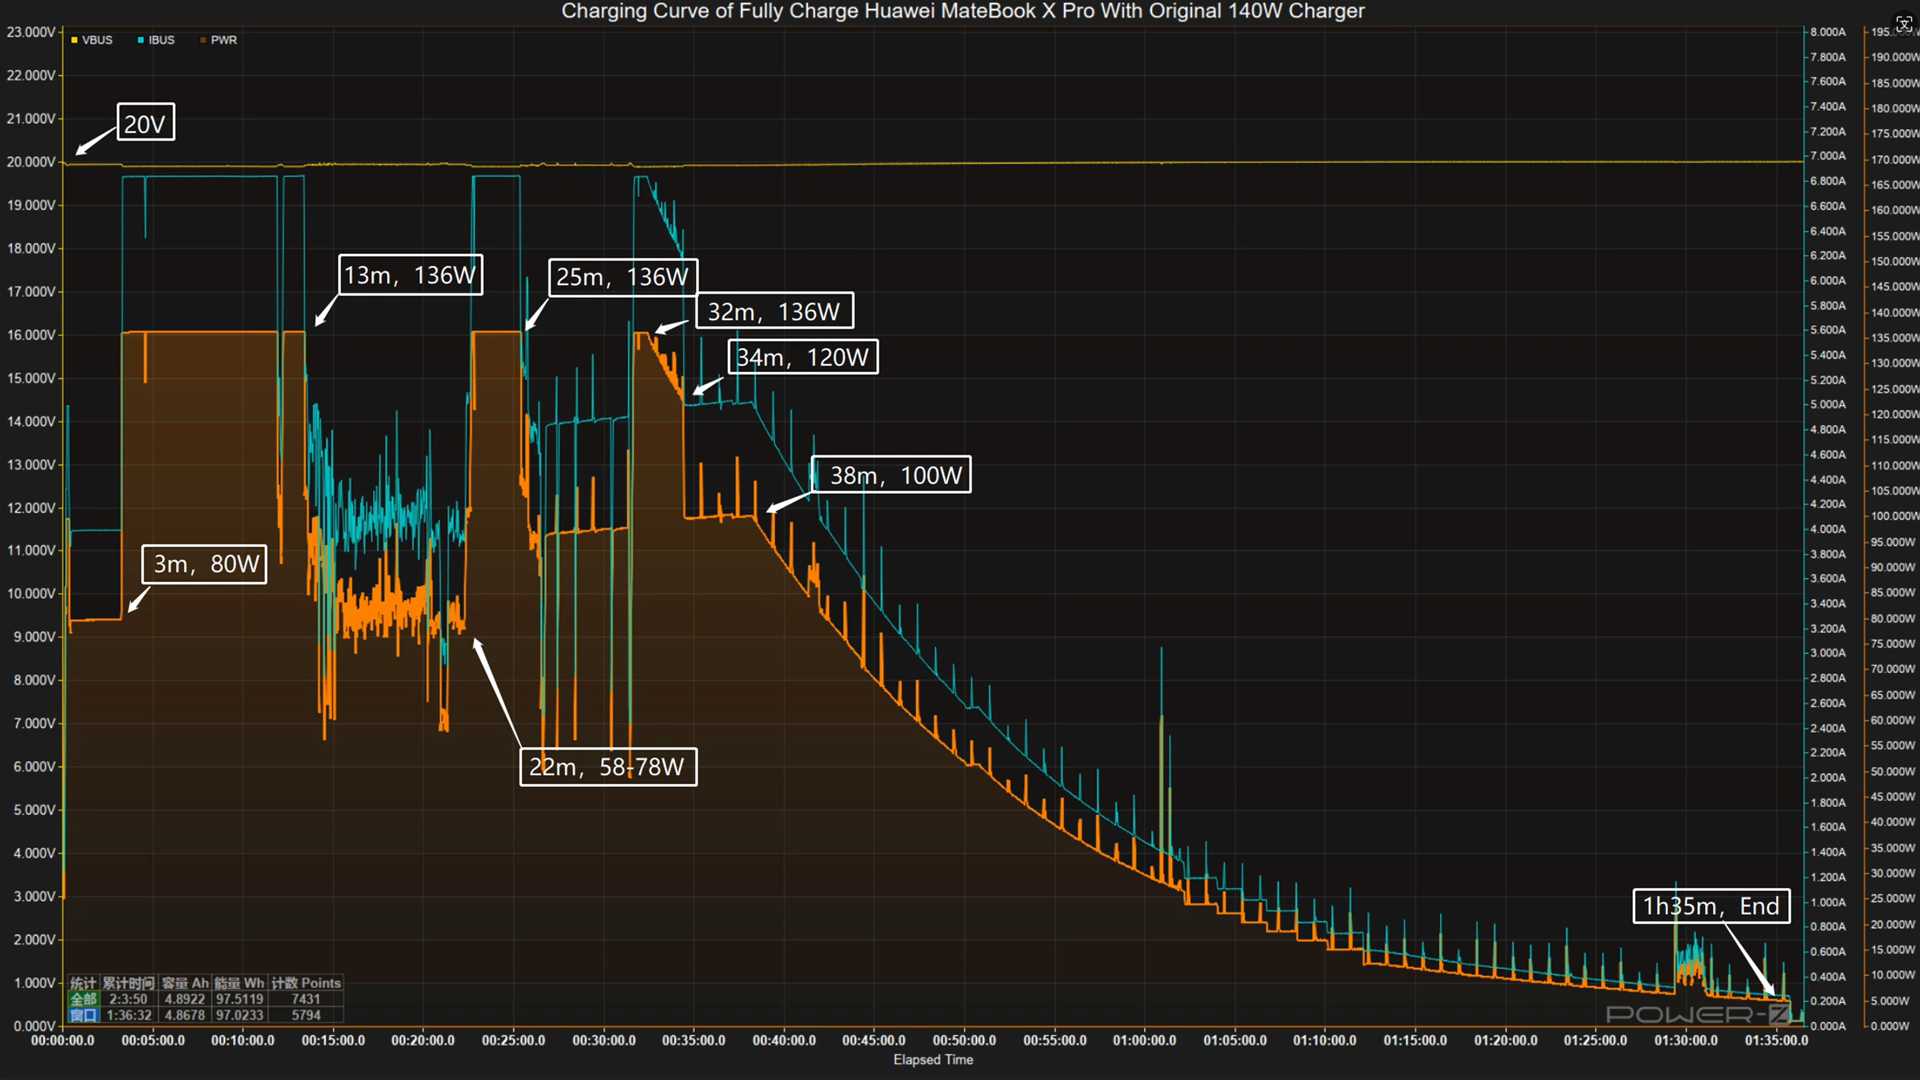 Charging Curve of Fully Charge Huawei MateBook X Pro With Original 140W Charger
VBUS IBUS PWR
23.000V
22.000V
21.000V
20.000V
19.000V
18.000V
17.000V
16.000V
15.000V
14.000V
13.000V
12.000V
11.000V
10.000V
9.000V
8.000V
7.000V
6.000V
5.000V
4.000V
3.000V
2.000V
1.000V
0.000V
20V
3m, 80W
13m, 136W
22m, 58-78W
25m, 136W
32m, 136W
34m, 120W
38m, 100W
1h35m, End
8.000A
7.800A
7.600A
7.400A
7.200A
7.000A
6.800A
6.600A
6.400A
6.200A
6.000A
5.800A
5.600A
5.400A
5.200A
5.000A
4.800A
4.600A
4.400A
4.200A
4.000A
3.800A
3.600A
3.400A
3.200A
3.000A
2.800A
2.600A
2.400A
2.200A
2.000A
1.800A
1.600A
1.400A
1.200A
1.000A
0.800A
0.600A
0.400A
0.200A
0.000A
190.000W
185.000W
180.000W
175.000W
170.000W
165.000W
160.000W
155.000W
150.000W
145.000W
140.000W
135.000W
130.000W
125.000W
120.000W
115.000W
110.000W
105.000W
100.000W
95.000W
90.000W
85.000W
80.000W
75.000W
70.000W
65.000W
60.000W
55.000W
50.000W
45.000W
40.000W
35.000W
30.000W
25.000W
20.000W
15.000W
10.000W
5.000W
0.000W
统计 累计时间 容量 Ah 能量 Wh 计数 Points
全部 2:3:50 4.8922 97.5119 7431
窗口 1:36:32 4.8678 97.0233 5794
POWER-Z
00:00:00.0 00:05:00.0 00:10:00.0 00:15:00.0 00:20:00.0 00:25:00.0 00:30:00.0 00:35:00.0 00:40:00.0 00:45:00.0 00:50:00.0 00:55:00.0 01:00:00.0 01:05:00.0 01:10:00.0 01:15:00.0 01:20:00.0 01:25:00.0 01:30:00.0 01:35:00.0
Elapsed Time